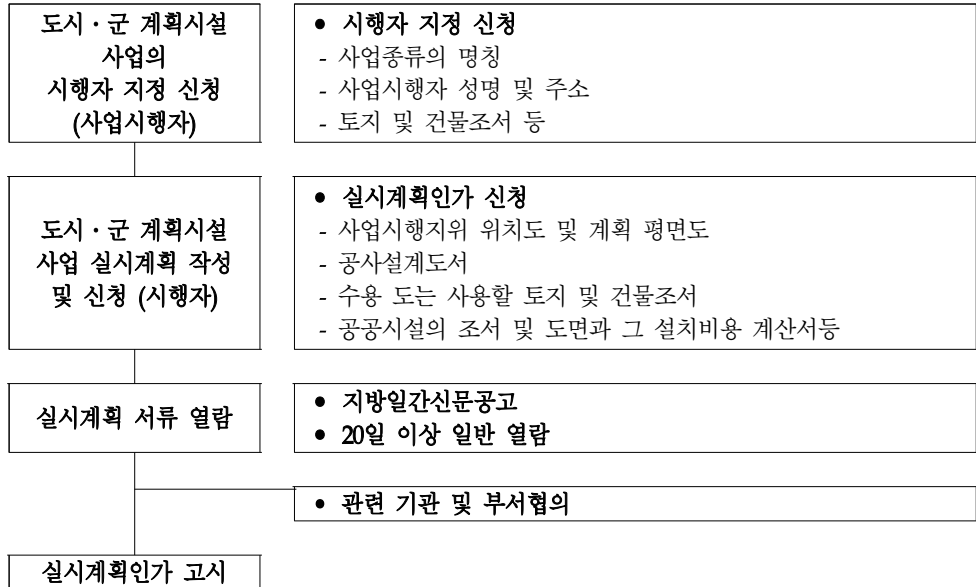 도시·군 계획시설
사업의
시행자 지정 신청
(사업시행자)
• 시행자 지정 신청
- 사업종류의 명칭
- 사업시행자 성명 및 주소
- 토지 및 건물조서 등
도시·군 계획시설
사업 실시계획 작성
및 신청 (시행자)
• 실시계획인가 신청
- 사업시행지위 위치도 및 계획 평면도
- 공사설계도서
- 수용 도는 사용할 토지 및 건물조서
- 공공시설의 조서 및 도면과 그 설치비용 계산서등
실시계획 서류 열람
• 지방일간신문공고
• 20일 이상 일반 열람
• 관련 기관 및 부서협의
실시계획인가 고시